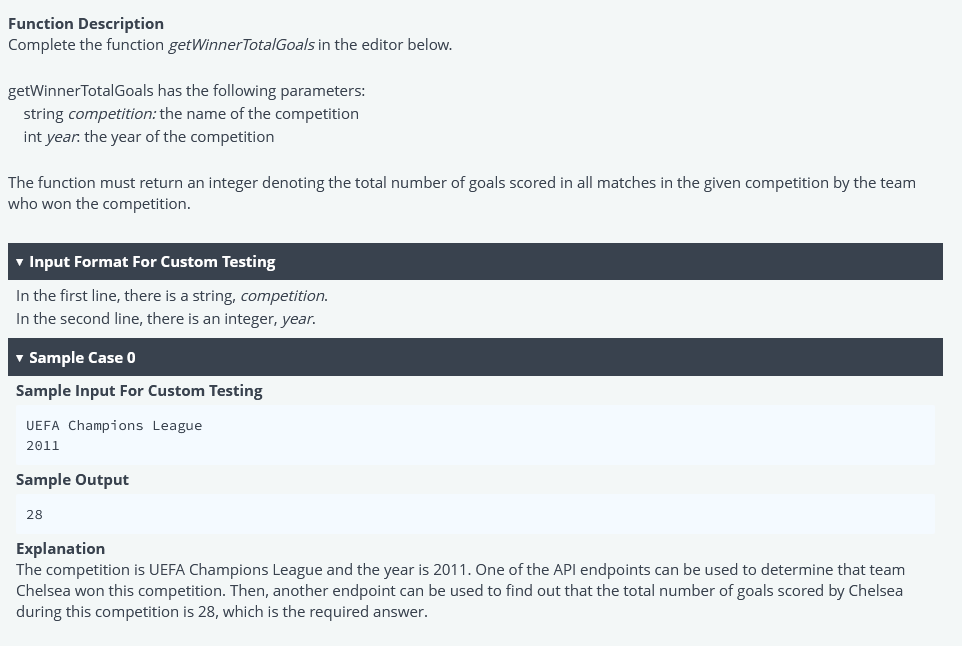 Function Description
Complete the function getWinnerTotalGoals in the editor below.
getWinnerTotalGoals has the following parameters:
string competition: the name of the competition
int year: the year of the competition
The function must return an integer denoting the total number of goals scored in all matches in the given competition by the team
who won the competition.
▾ Input Format For Custom Testing
In the first line, there is a string, competition.
In the second line, there is an integer, year.
▾ Sample Case 0
Sample Input For Custom Testing
UEFA Champions League
2011
Sample Output
28
Explanation
The competition is UEFA Champions League and the year is 2011. One of the API endpoints can be used to determine that team
Chelsea won this competition. Then, another endpoint can be used to find out that the total number of goals scored by Chelsea
during this competition is 28, which is the required answer.